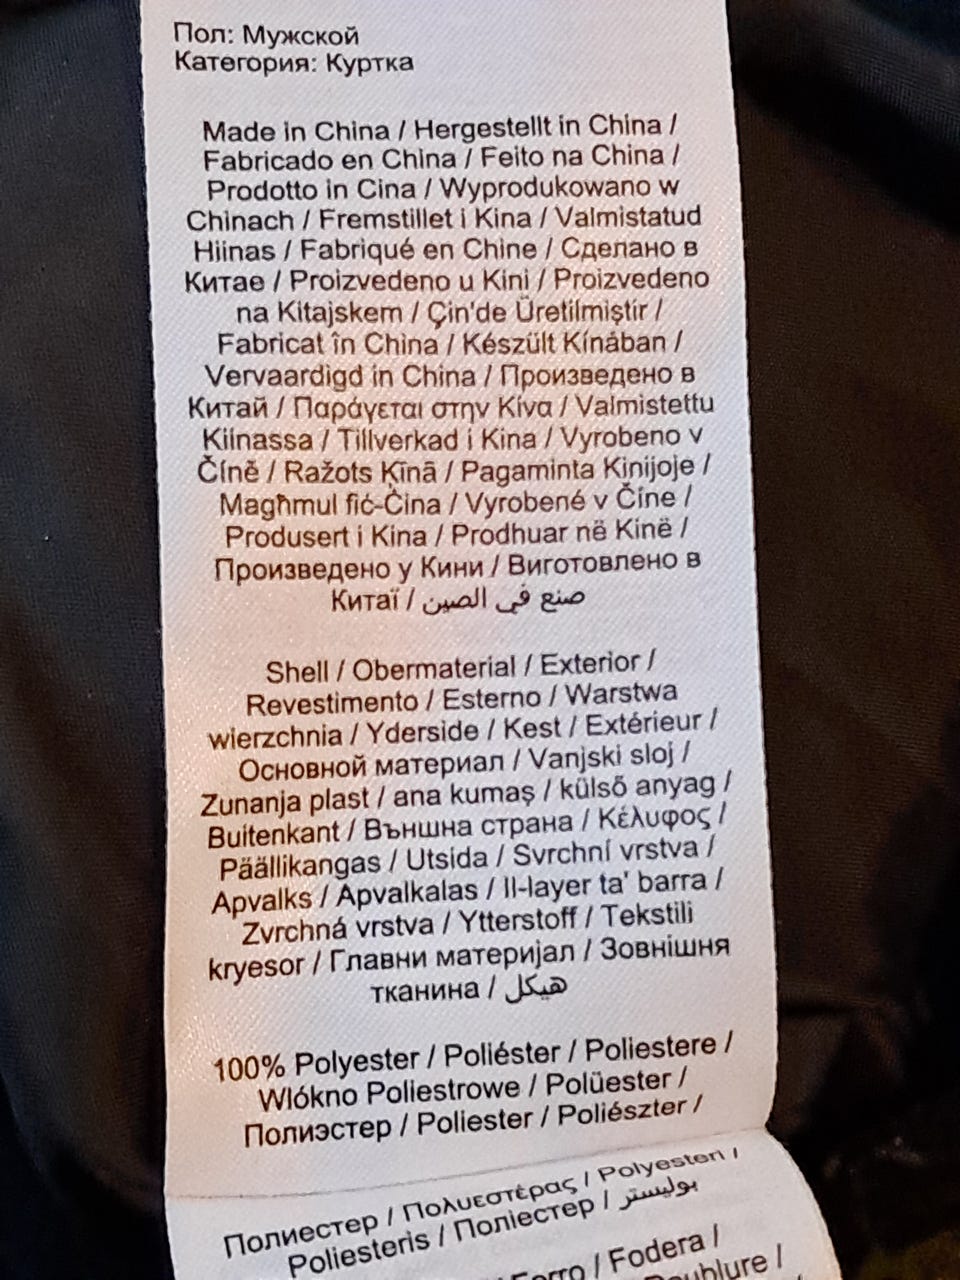 Пол: Мужской
Категория: Куртка
Made in China / Hergestellt in China /
Fabricado en China / Feito na China /
Prodotto in Cina / Wyprodukowano w
Chinach / Fremstillet i Kina / Valmistatud
Hiinas / Fabriqué en Chine / Сделано в
Китае / Proizvedeno u Kini / Proizvedeno
na Kitajskem / Çin'de Üretilmiştir /
Fabricat în China / Készült Kínában /
Vervaardigd in China / Произведено в
Китай / Παράγεται στην Κίνα / Valmistettu
Kiinassa / Tillverkad i Kina / Vyrobeno v
Číně / Ražots Ķīnā / Pagaminta Kinijoje /
Magħmul fiċ-Ċina / Vyrobené v Číne /
Produsert i Kina / Prodhuar në Kinë /
Произведено у Кини / Виготовлено в
Китаї / صنع في الصين
Shell / Obermaterial / Exterior /
Revestimento / Esterno / Warstwa
wierzchnia / Yderside / Kest / Extérieur /
Основной материал / Vanjski sloj /
Zunanja plast / ana kumaş / külső anyag /
Buitenkant / Външна страна / Κέλυφος /
Päällikangas / Utsida / Svrchní vrstva /
Apvalks / Apvalkalas / Il-layer ta' barra /
Zvrchná vrstva / Ytterstoff / Tekstili
kryesor / Главни материјал / Зовнішня
тканина / هيكل
100% Polyester / Poliéster / Poliestere /
Wlókno Poliestrowe / Polüester /
Полиэстер / Poliester / Poliészter /
Полиестер / Πολυεστέρας / Polyesteri /
Poliesteris / Поліестер / بوليستر
Forro / Fodera /
Doublure /